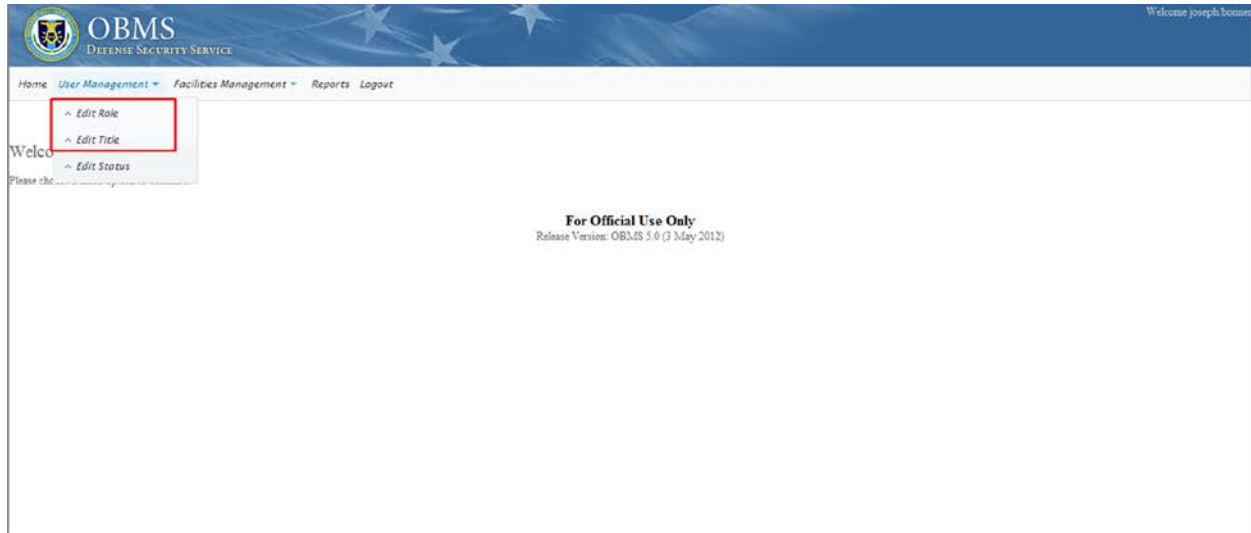 Welcome joseph.bonner
OBMS
DEFENSE SECURITY SERVICE
Home User Management Facilities Management Reports Logout
^ Edit Role
^ Edit Title
Welco
^ Edit Status
Please cho
For Official Use Only
Release Version: OBMS 5.0 (3 May 2012)